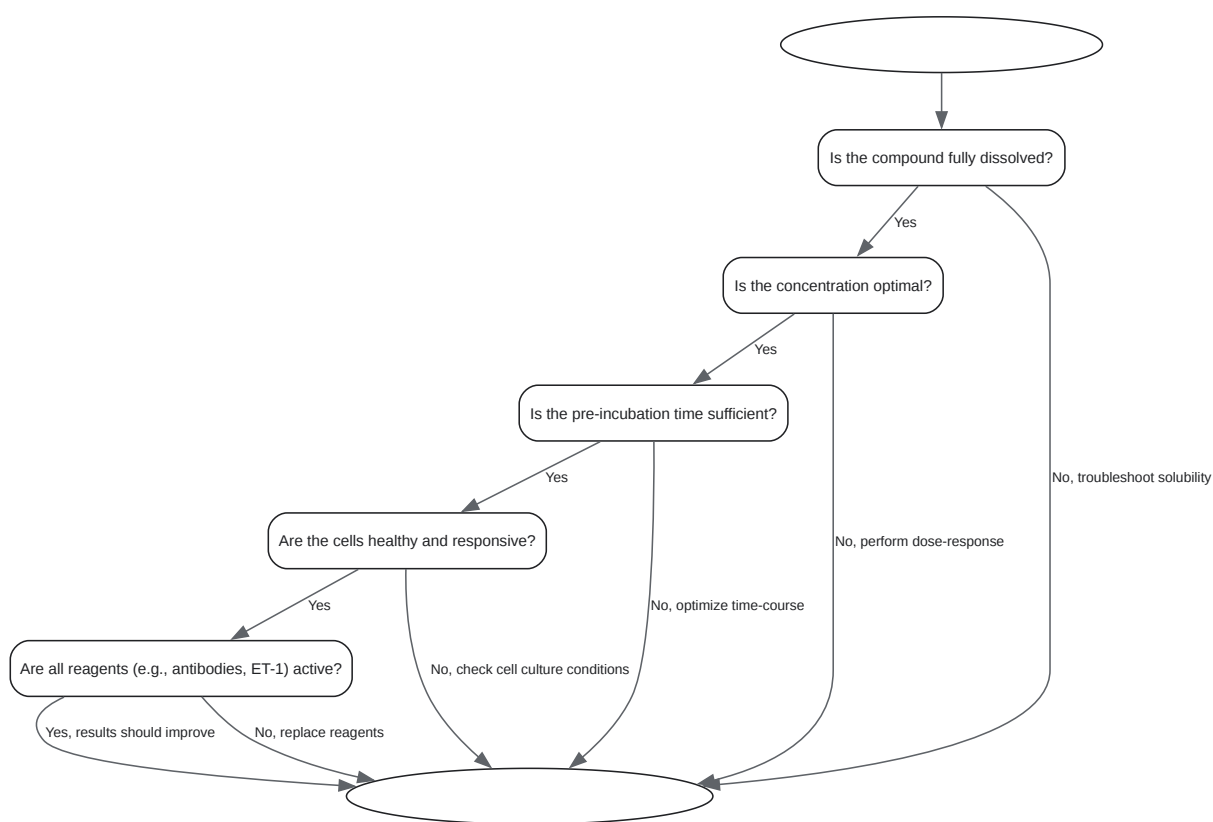 Is the compound fully dissolved?
Yes
Is the concentration optimal?
Yes
Is the pre-incubation time sufficient?
Yes
No, troubleshoot solubility
Are the cells healthy and responsive?
No, perform dose-response
Yes
No, optimize time-course
Are all reagents (e.g., antibodies, ET-1) active?
No, check cell culture conditions
Yes, results should improve
No, replace reagents